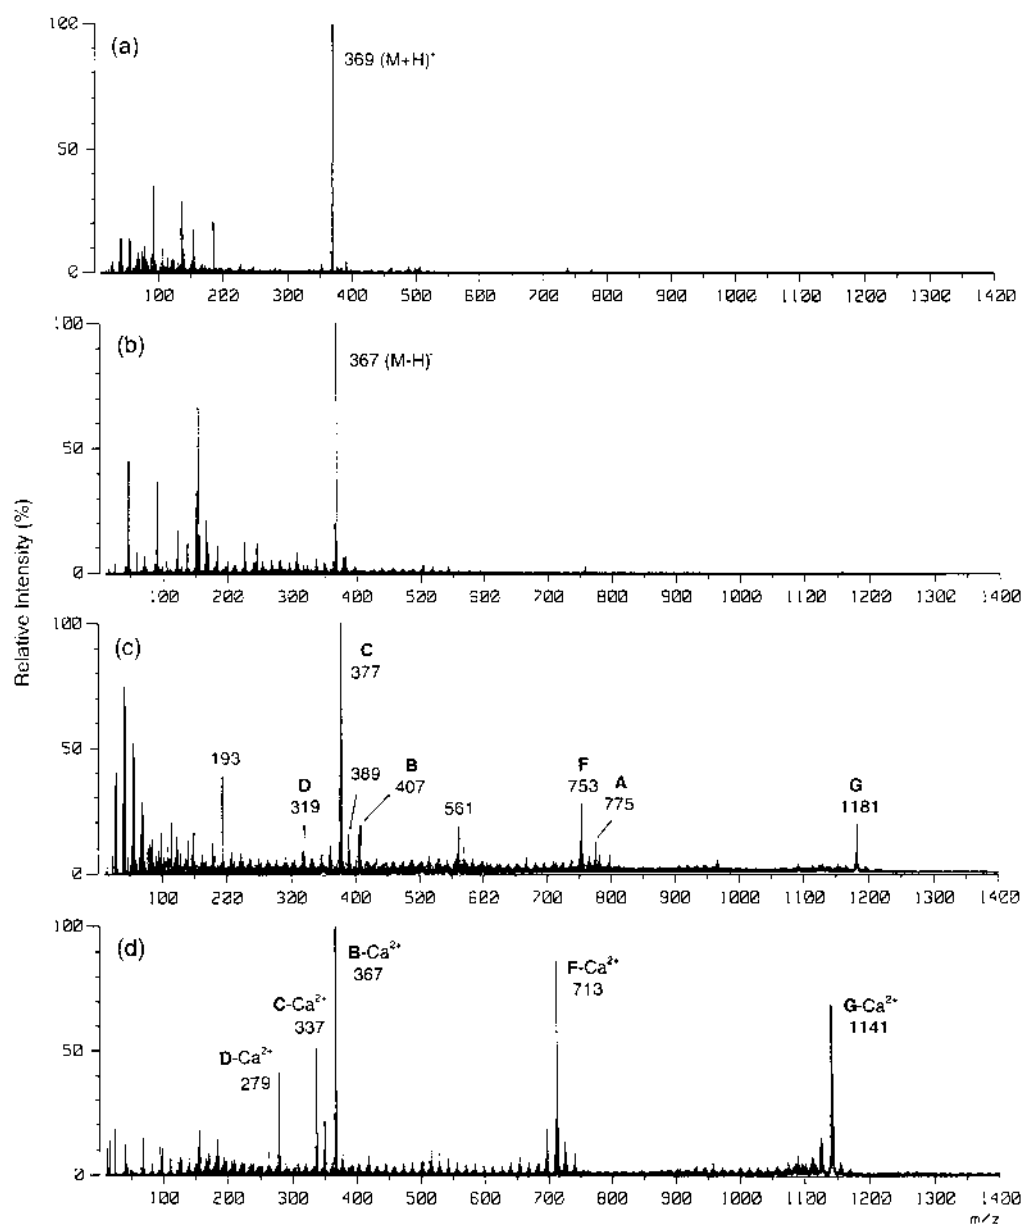 100
(a)
369 (M+H)⁺
50
0
100 200 300 400 500 600 700 800 900 1000 1100 1200 1300 1400
100
(b)
367 (M-H)⁻
50
0
100 200 300 400 500 600 700 800 900 1000 1100 1200 1300 1400
Relative Intensity (%)
100
(c)
C
377
50
193
D
319
389
B
407
561
F
753
A
775
G
1181
0
100 200 300 400 500 600 700 800 900 1000 1100 1200 1300 1400
100
(d)
B-Ca²⁺
367
F-Ca²⁺
713
C-Ca²⁺
337
G-Ca²⁺
1141
D-Ca²⁺
279
50
0
100 200 300 400 500 600 700 800 900 1000 1100 1200 1300 1400
m/z